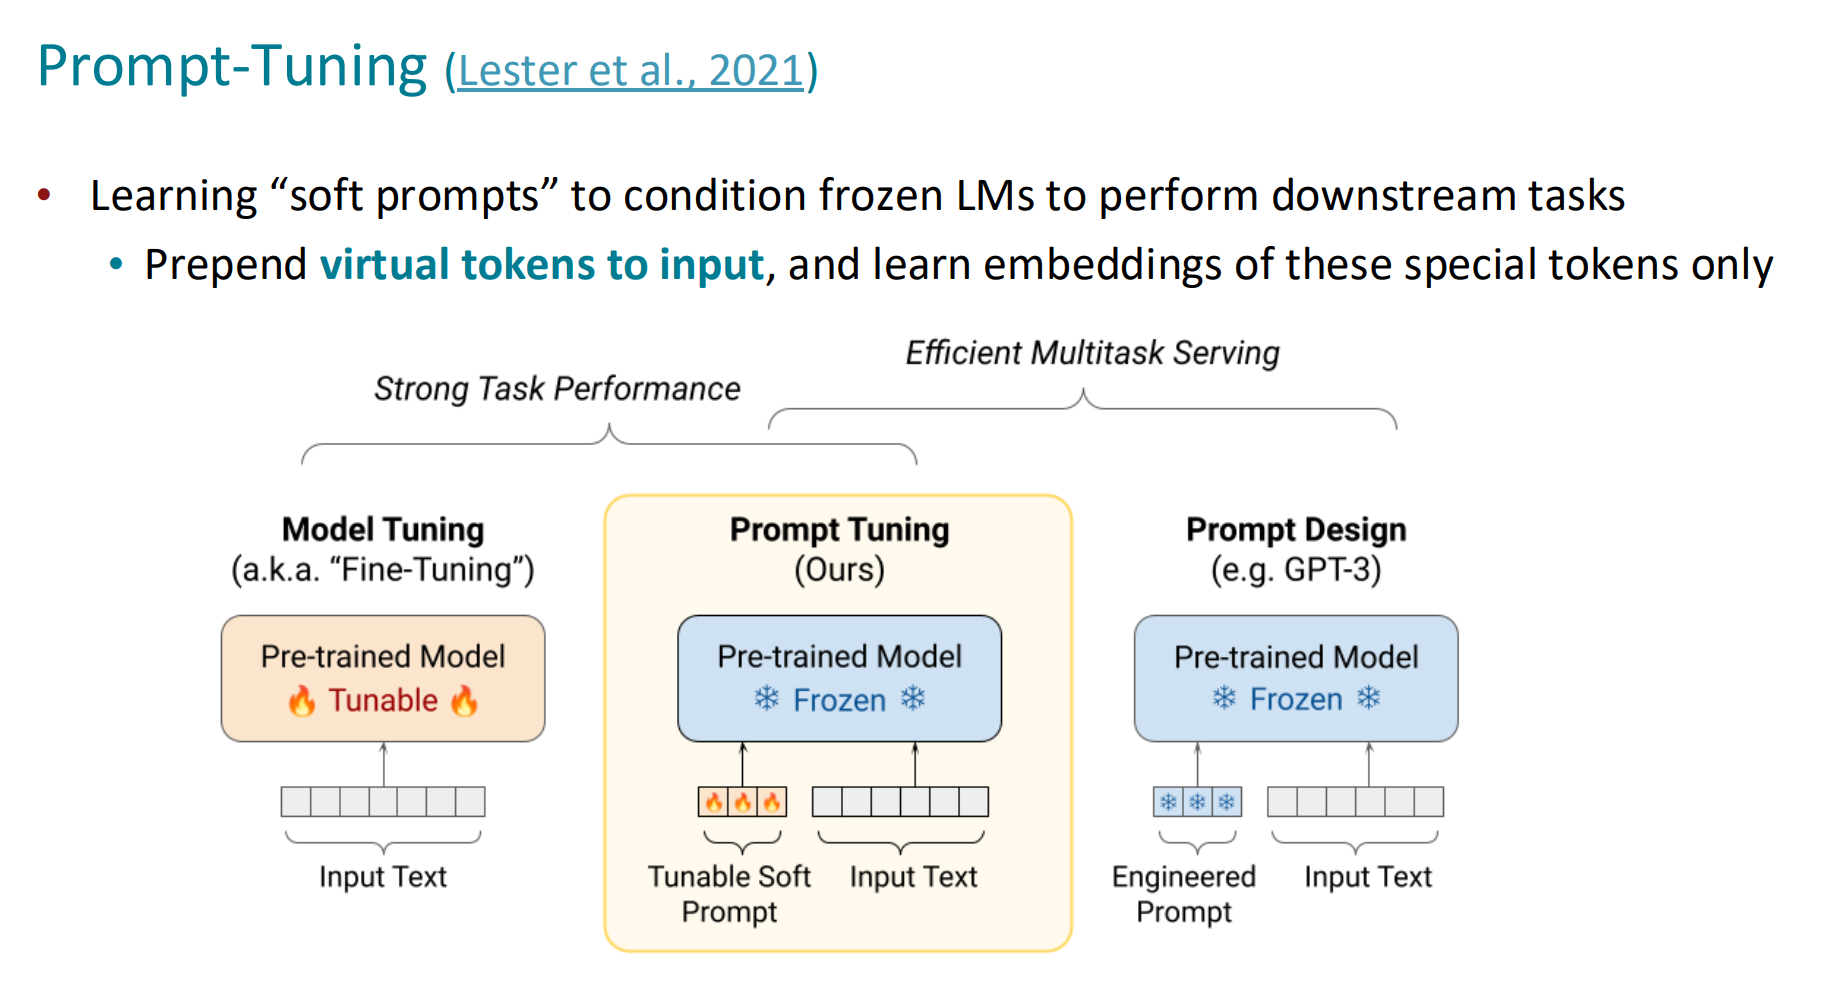 Prompt-Tuning (Lester et al., 2021)
• Learning “soft prompts” to condition frozen LMs to perform downstream tasks
• Prepend virtual tokens to input, and learn embeddings of these special tokens only
Efficient Multitask Serving
Strong Task Performance
Model Tuning
(a.k.a. “Fine-Tuning”)
Pre-trained Model
🔥 Tunable 🔥
Input Text
Prompt Tuning
(Ours)
Pre-trained Model
❄ Frozen ❄
Tunable Soft
Prompt
Input Text
Prompt Design
(e.g. GPT-3)
Pre-trained Model
❄ Frozen ❄
Engineered
Prompt
Input Text